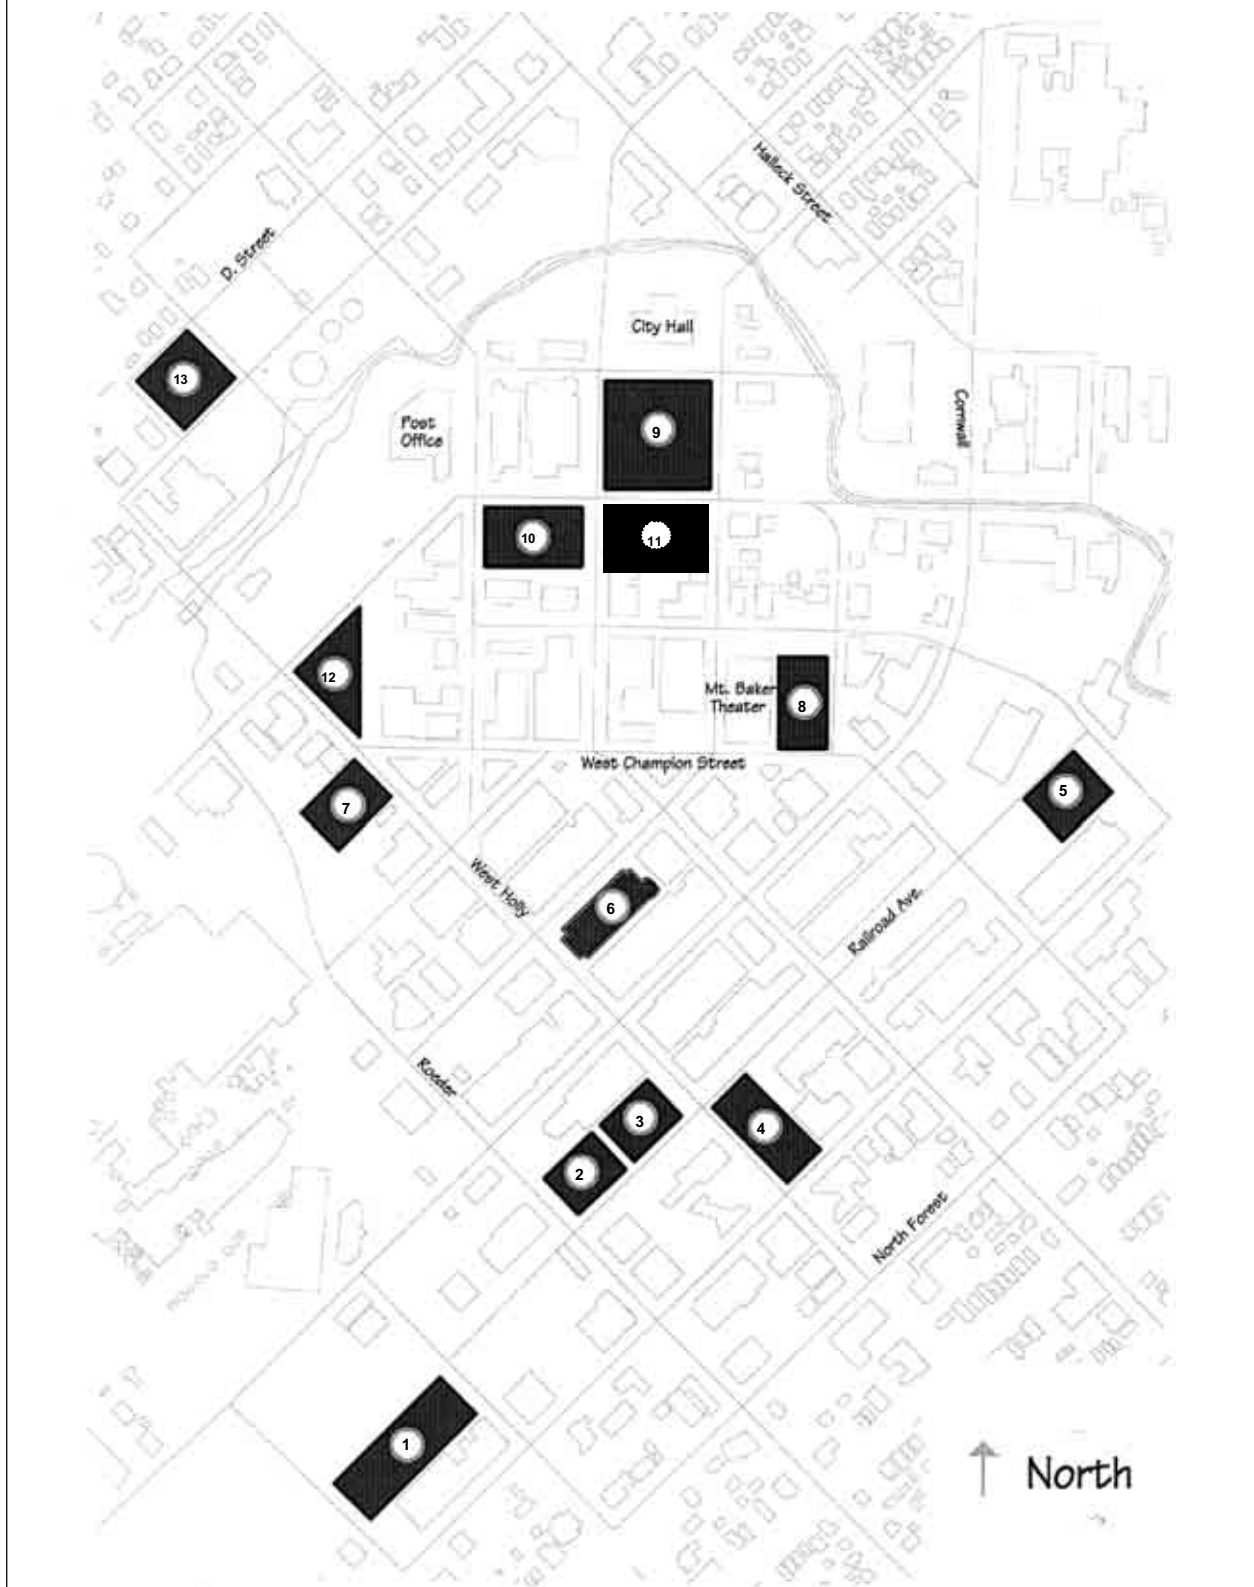 Halleck Street
D. Street
City Hall
13
Cornwall
Post
Office
9
10
11
12
Mt. Baker
Theater
8
West Champion Street
5
7
West Holly
6
Railroad Ave.
Roeder
3
4
2
North Forest
1
North